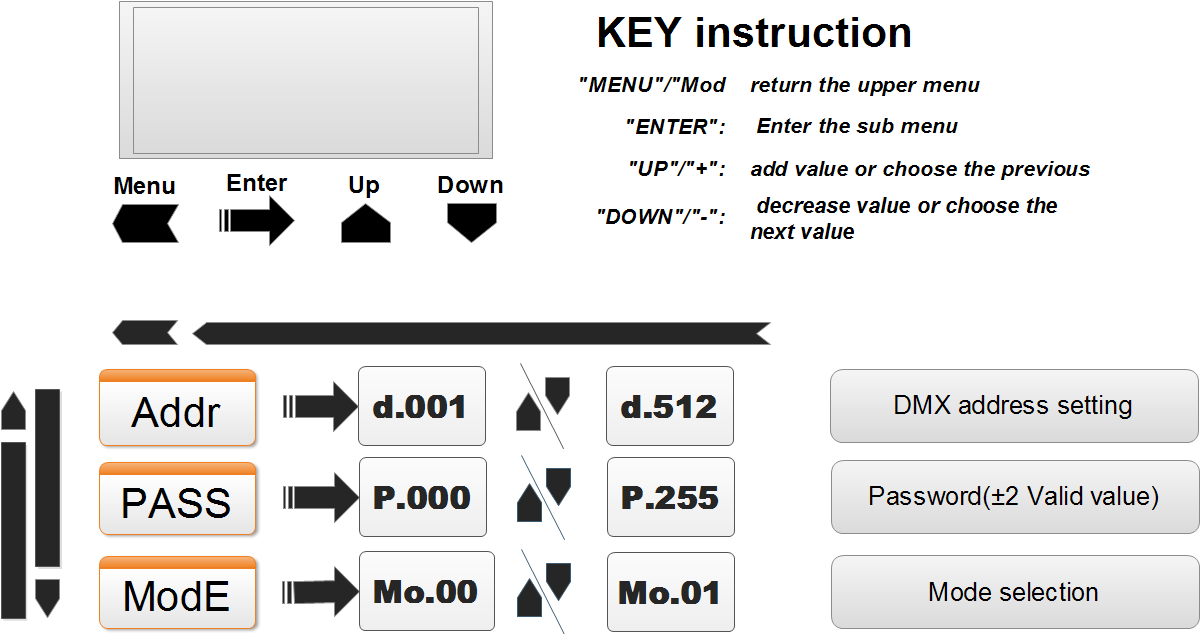 KEY instruction
"MENU"/"Mod return the upper menu
"ENTER": Enter the sub menu
"UP"/"+": add value or choose the previous
"DOWN"/"-": decrease value or choose the
next value
Menu Enter Up Down
Addr d.001 d.512 DMX address setting
PASS P.000 P.255 Password(±2 Valid value)
ModE Mo.00 Mo.01 Mode selection